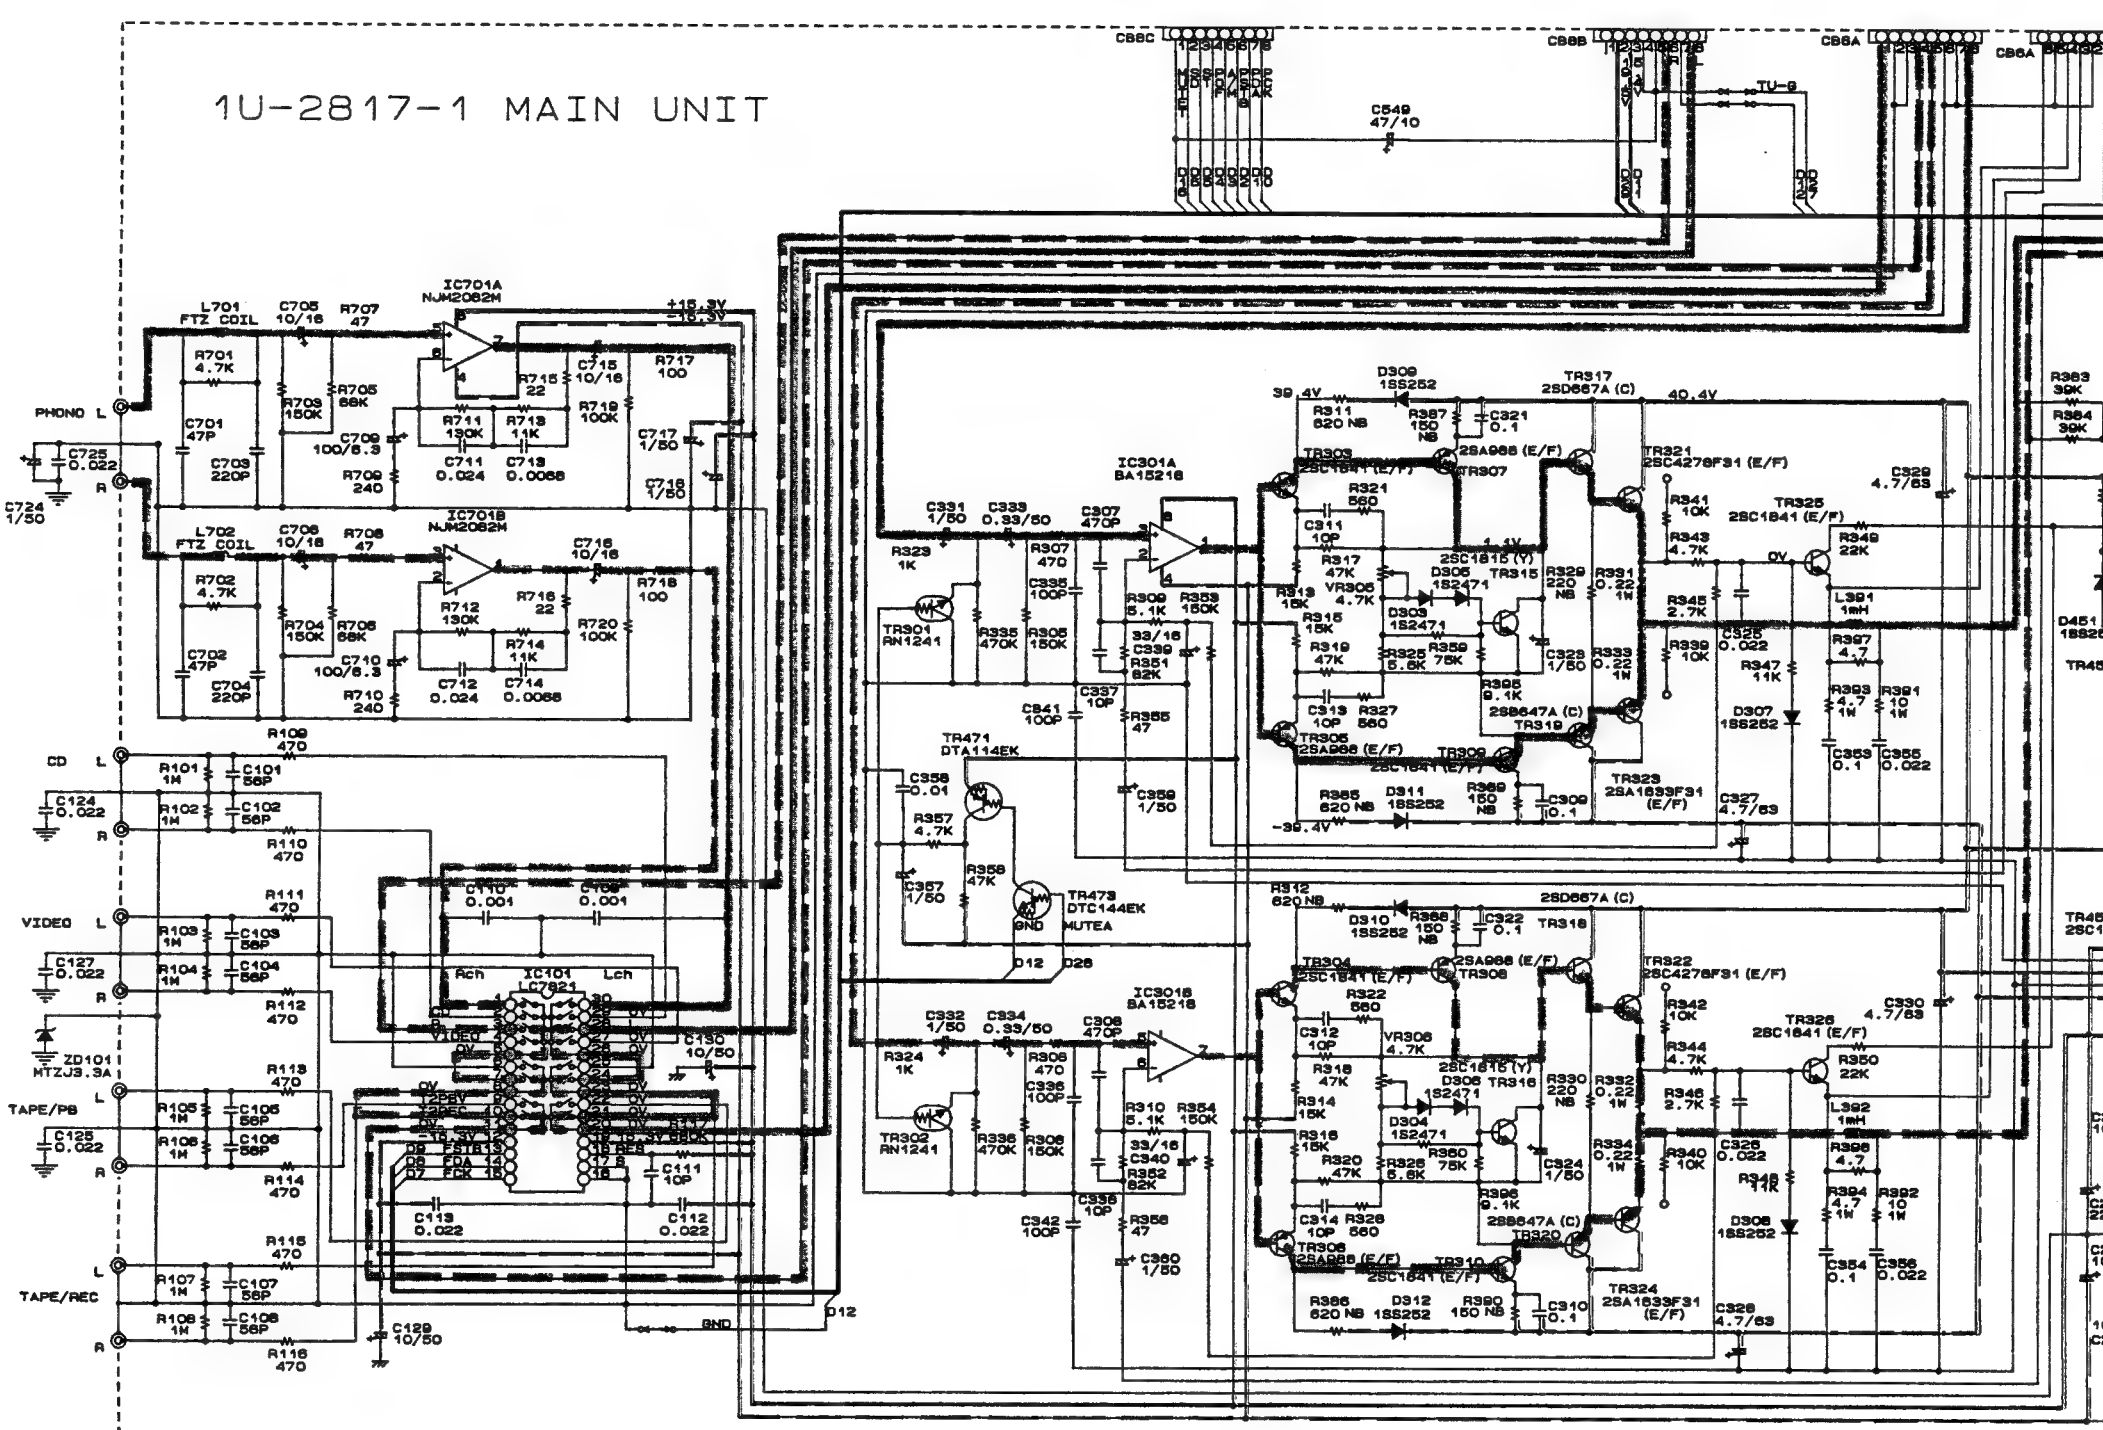 1U-2817-1 MAIN UNIT
CB8C
CB8B
CB6A
TU-G
C549
47/10
IC701A
NJM2082M
+15.3V
-15.3V
L701
FTZ COIL
C705
10/16
R707
47
R701
4.7K
C701
47P
C703
220P
R703
150K
R705
68K
C709
100/6.3
R709
240
R711
130K
C711
0.024
R713
11K
C713
0.0068
R715
22
C715
10/16
R719
100K
R717
100
C717
1/50
C718
1/50
PHONO L
R
C725
0.022
C724
1/50
IC701B
NJM2082M
L702
FTZ COIL
C706
10/16
R708
47
R702
4.7K
C702
47P
C704
220P
R704
150K
R706
68K
C710
100/6.3
R710
240
R712
130K
C712
0.024
R714
11K
C714
0.0068
R716
22
C716
10/16
R720
100K
R718
100
CD L
R
R109
470
R101
1M
C101
56P
C124
0.022
R102
1M
C102
56P
R110
470
VIDEO L
R
R111
470
R103
1M
C103
56P
C127
0.022
R104
1M
C104
56P
R112
470
C110
0.001
C109
0.001
Rch
IC101
LC7821
Lch
C130
10/50
ZD101
MTZJ3.3A
TAPE/PB
L
R
R113
470
R105
1M
C105
56P
C125
0.022
R106
1M
C106
56P
R114
470
C111
10P
C113
0.022
C112
0.022
TAPE/REC
L
R
R115
470
R107
1M
C107
56P
R108
1M
C108
56P
R116
470
C129
10/50
GND
D12
IC301A
BA15218
C331
1/50
C333
0.33/50
C307
470P
R323
1K
R307
470
C335
100P
TR301
RN1241
R335
470K
R305
150K
R309
5.1K
R353
150K
33/16
C339
R351
82K
C337
10P
C341
100P
R355
47
C359
1/50
TR471
DTA114EK
C358
0.01
R357
4.7K
R358
47K
C357
1/50
TR473
DTC144EK
GND
MUTEA
D12
D26
39.4V
R311
620 NB
D309
1SS252
R387
150
NB
C321
0.1
TR317
2SD667A (C)
40.4V
TR303
2SC1841 (E/F)
2SA988 (E/F)
TR307
TR321
2SC4278F31 (E/F)
R321
560
C311
10P
R317
47K
VR305
4.7K
R313
15K
R315
15K
D305
1S2471
D303
1S2471
1.1V
2SC1815 (Y)
TR315
R329
220
NB
R331
0.22
1W
R319
47K
R325
5.6K
R359
75K
C323
1/50
R333
0.22
1W
C313
10P
R327
560
R395
9.1K
2SB647A (C)
TR319
TR305
2SA988 (E/F)
TR309
2SC1841 (E/F)
R385
620 NB
D311
1SS252
R389
150
NB
C309
0.1
-39.4V
TR323
2SA1633F31
(E/F)
C327
4.7/63
R341
10K
R343
4.7K
R345
2.7K
R339
10K
C325
0.022
R347
11K
D307
1SS252
0V
TR325
2SC1841 (E/F)
R349
22K
C329
4.7/63
L391
1mH
R397
4.7
R393
4.7
1W
R391
10
1W
C353
0.1
C355
0.022
R383
39K
R384
39K
D451
IC301B
BA15218
C332
1/50
C334
0.33/50
C308
470P
R324
1K
R308
470
C336
100P
TR302
RN1241
R336
470K
R306
150K
R310
5.1K
R354
150K
33/16
C340
R352
82K
C338
10P
C342
100P
R356
47
C360
1/50
R312
620 NB
D310
1SS252
R388
150
NB
C322
0.1
2SD667A (C)
TR318
TR304
2SC1841 (E/F)
2SA988 (E/F)
TR308
TR322
2SC4278F31 (E/F)
R322
560
C312
10P
R318
47K
VR306
4.7K
R314
15K
R316
15K
D306
1S2471
D304
1S2471
2SC1815 (Y)
TR316
R330
220
NB
R332
0.22
1W
R320
47K
R326
5.6K
R360
75K
C324
1/50
R334
0.22
1W
C314
10P
R328
560
R396
9.1K
2SB647A (C)
TR320
TR306
2SA988 (E/F)
TR310
2SC1841 (E/F)
R386
620 NB
D312
1SS252
R390
150 NB
C310
0.1
TR324
2SA1633F31
(E/F)
C328
4.7/63
R342
10K
R344
4.7K
R346
2.7K
R340
10K
C326
0.022
R348
11K
D308
1SS252
TR326
2SC1841 (E/F)
R350
22K
C330
4.7/63
L392
1mH
R398
4.7
R394
4.7
1W
R392
10
1W
C354
0.1
C356
0.022